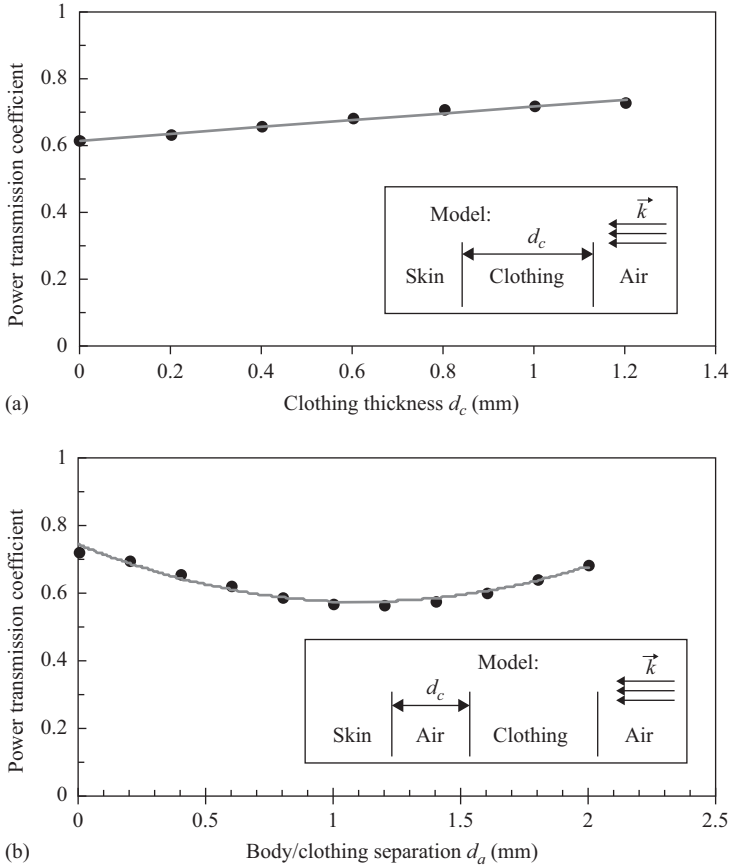 1
0.8
0.6
0.4
0.2
0
Power transmission coefficient
Model:
k
d_c
Skin Clothing Air
0 0.2 0.4 0.6 0.8 1 1.2 1.4
(a) Clothing thickness d_c (mm)
1
0.8
0.6
0.4
0.2
0
Power transmission coefficient
Model:
k
d_c
Skin Air Clothing Air
0 0.5 1 1.5 2 2.5
(b) Body/clothing separation d_a (mm)